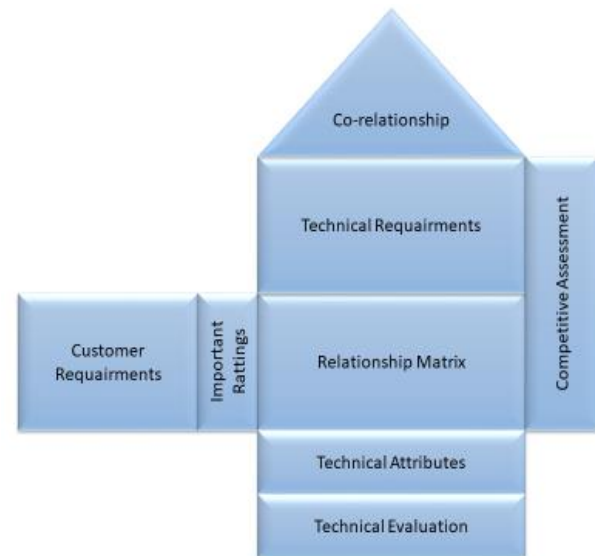 Co-relationship
Technical Requairments
Competitive Assessment
Customer
Requairments
Important
Rattings
Relationship Matrix
Technical Attributes
Technical Evaluation